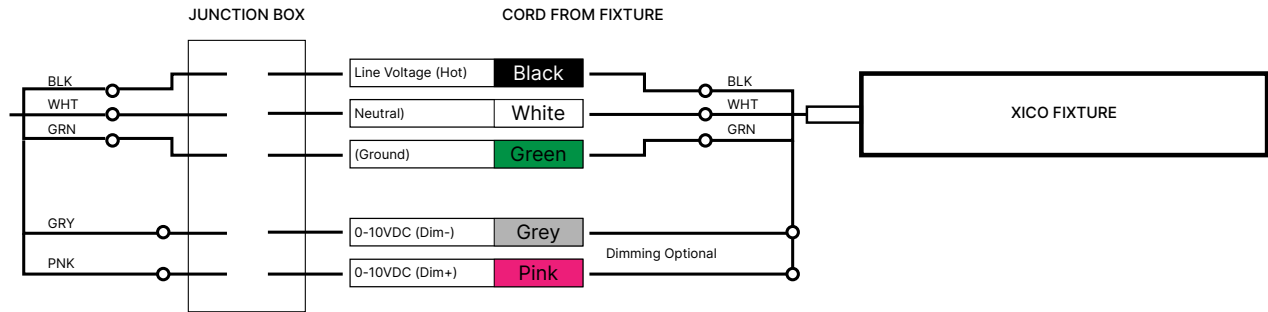 JUNCTION BOX
CORD FROM FIXTURE
BLK
Line Voltage (Hot)
Black
BLK
WHT
Neutral)
White
WHT
XICO FIXTURE
GRN
(Ground)
Green
GRN
GRY
0-10VDC (Dim-)
Grey
Dimming Optional
PNK
0-10VDC (Dim+)
Pink